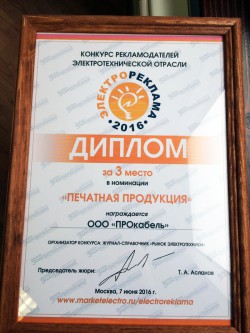 КОНКУРС РЕКЛАМОДАТЕЛЕЙ
ЭЛЕКТРОТЕХНИЧЕСКОЙ ОТРАСЛИ
ЭЛЕКТРОРЕКЛАМА
·2016·
ДИПЛОМ
за 3 место
в номинации
«ПЕЧАТНАЯ ПРОДУКЦИЯ»
награждается
ООО «ПРОкабель»
ОРГАНИЗАТОР КОНКУРСА: ЖУРНАЛ-СПРАВОЧНИК «РЫНОК ЭЛЕКТРОТЕХНИКИ»
Председатель жюри: Т. А. Асланов
Москва, 7 июня 2016 г.
www.marketelectro.ru/electroreklama